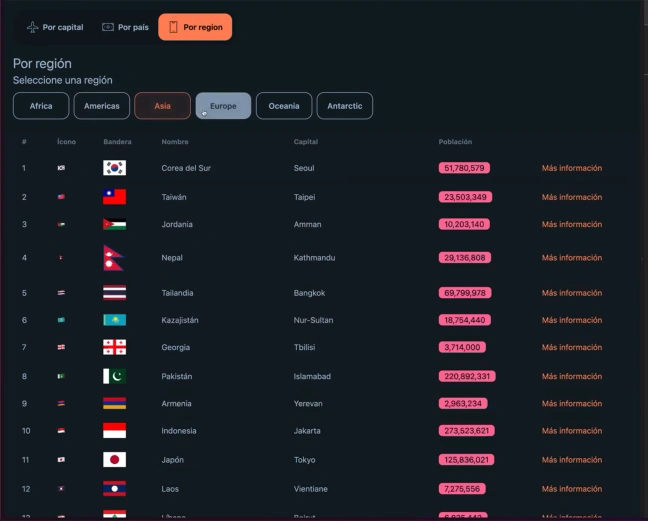 Por capital Por país Por region
Por región
Seleccione una región
Africa Americas Asia Europe Oceania Antarctic
# Ícono Bandera Nombre Capital Población
1 Corea del Sur Seoul 51,780,579 Más información
2 Taiwán Taipei 23,503,349 Más información
3 Jordania Amman 10,203,140 Más información
4 Nepal Kathmandu 29,136,808 Más información
5 Tailandia Bangkok 69,799,978 Más información
6 Kazajistán Nur-Sultan 18,754,440 Más información
7 Georgia Tbilisi 3,714,000 Más información
8 Pakistán Islamabad 220,892,331 Más información
9 Armenia Yerevan 2,963,234 Más información
10 Indonesia Jakarta 273,523,621 Más información
11 Japón Tokyo 125,836,021 Más información
12 Laos Vientiane 7,275,556 Más información